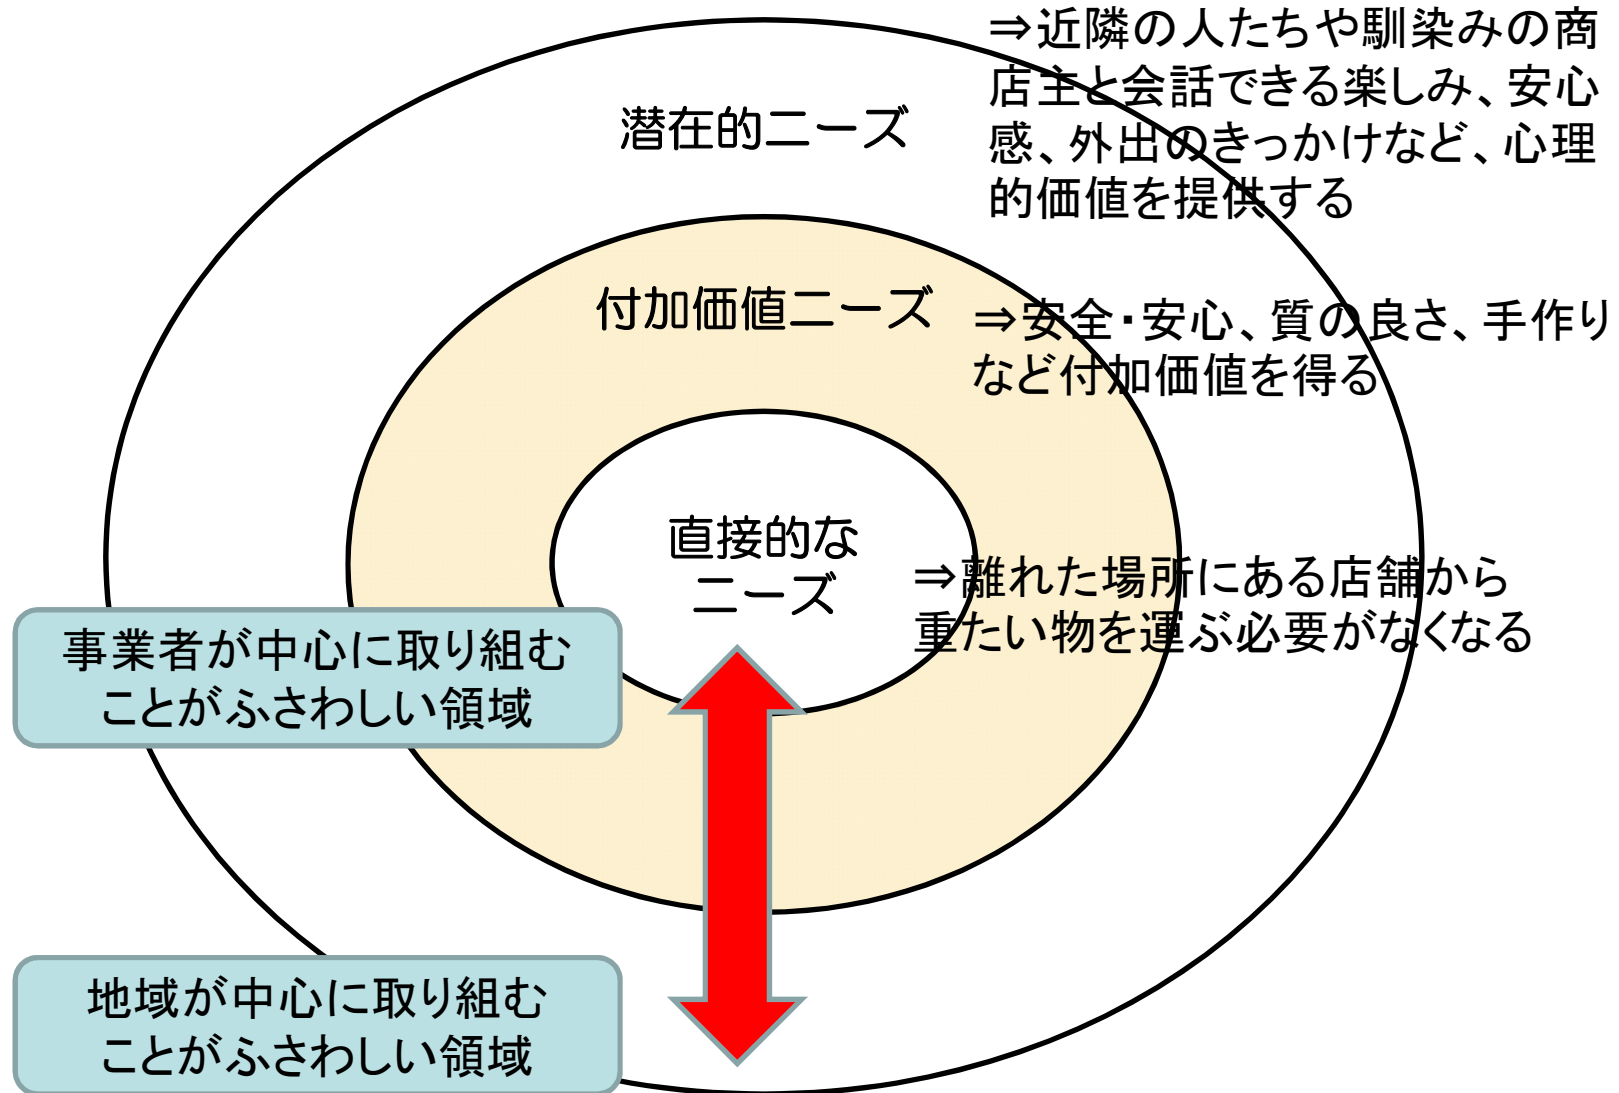 ⇒近隣の人たちや馴染みの商
店主と会話できる楽しみ、安心
感、外出のきっかけなど、心理
的価値を提供する
潜在的ニーズ
付加価値ニーズ
⇒安全・安心、質の良さ、手作り
など付加価値を得る
直接的な
ニーズ
⇒離れた場所にある店舗から
重たい物を運ぶ必要がなくなる
事業者が中心に取り組む
ことがふさわしい領域
地域が中心に取り組む
ことがふさわしい領域